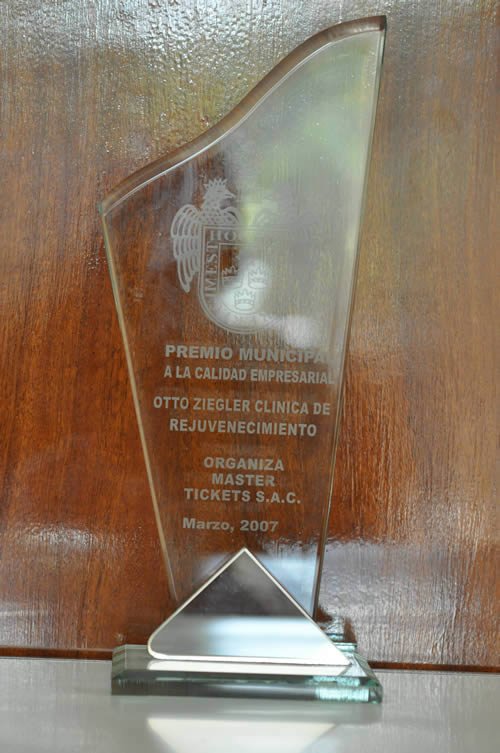 PREMIO MUNICIPAL
A LA CALIDAD EMPRESARIAL
OTTO ZIEGLER CLINICA DE
REJUVENECIMIENTO
ORGANIZA
MASTER
TICKETS S.A.C.
Marzo, 2007